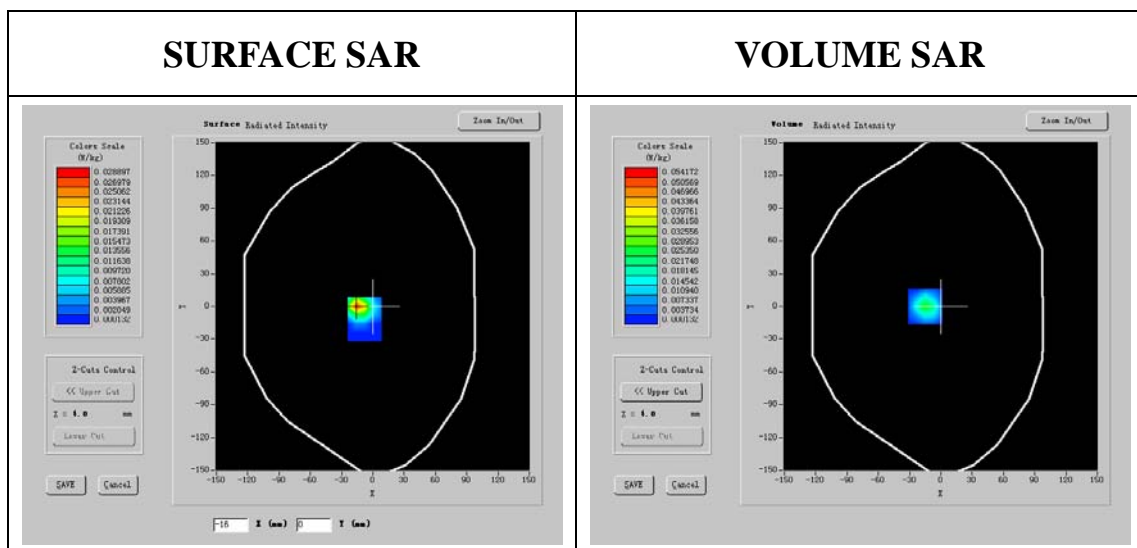 SURFACE SAR
VOLUME SAR
Surface Radiated Intensity
Zoom In/Out
Colors Scale
(W/kg)
0.028897
0.026979
0.025062
0.023144
0.021226
0.019309
0.017391
0.015473
0.013556
0.011638
0.009720
0.007802
0.005885
0.003967
0.002049
0.000132
150
120
90
60
30
0
-30
-60
-90
-120
-150
Y
-150
-120
-90
-60
-30
0
30
60
90
120
150
X
Z-Cuts Control
<< Upper Cut
Z = 4.0 mm
Lower Cut
SAVE
Cancel
-16 X (mm) 0 Y (mm)
Volume Radiated Intensity
Zoom In/Out
Colors Scale
(W/kg)
0.054172
0.050569
0.046966
0.043364
0.039761
0.036158
0.032556
0.028953
0.025350
0.021748
0.018145
0.014542
0.010940
0.007337
0.003734
0.000132
150
120
90
60
30
0
-30
-60
-90
-120
-150
Y
-150
-120
-90
-60
-30
0
30
60
90
120
150
X
Z-Cuts Control
<< Upper Cut
Z = 4.0 mm
Lower Cut
SAVE
Cancel